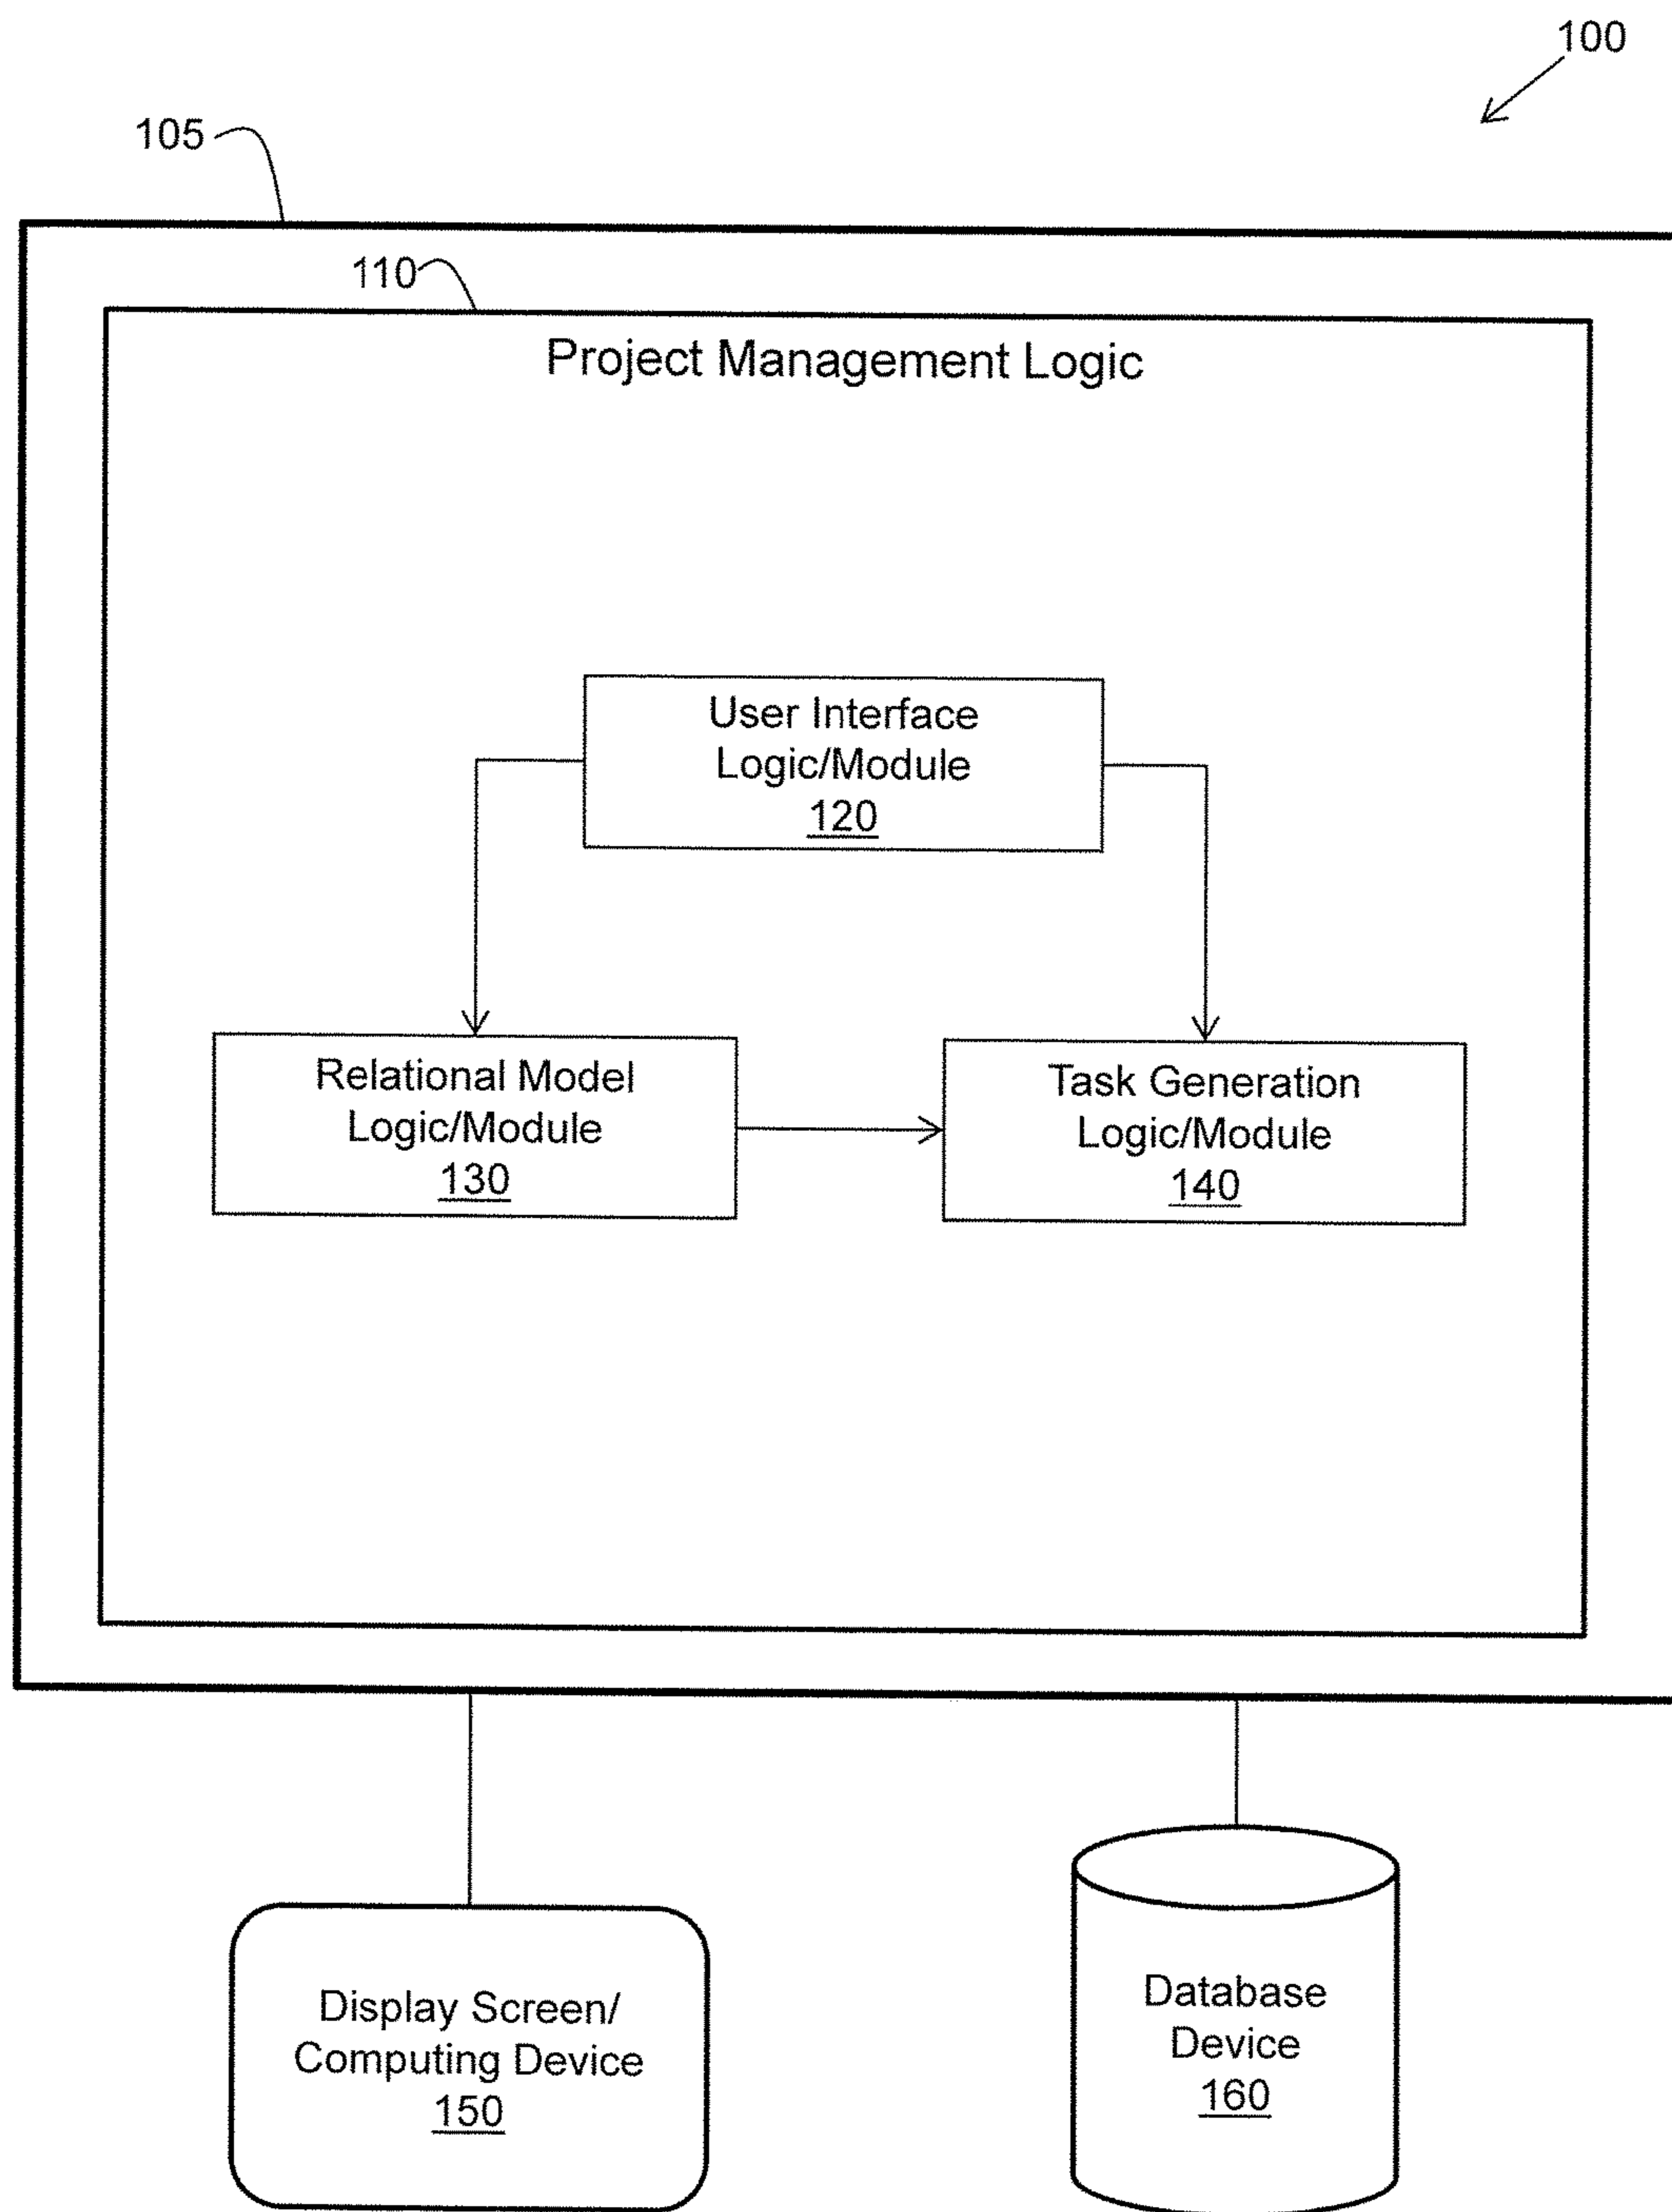 100
105
110
Project Management Logic
User Interface
Logic/Module
120
Relational Model
Logic/Module
130
Task Generation
Logic/Module
140
Display Screen/
Computing Device
150
Database
Device
160